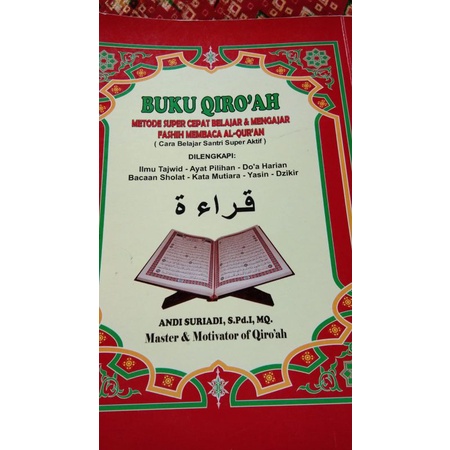 BUKU QIRO'AH
METODE SUPER CEPAT BELAJAR & MENGAJAR
FASHIH MEMBACA AL-QUR'AN
( Cara Belajar Santri Super Aktif )
DILENGKAPI:
Ilmu Tajwid - Ayat Pilihan - Do'a Harian
Bacaan Sholat - Kata Mutiara - Yasin - Dzikir
قراءة
ANDI SURIADI, S.Pd.I, MQ.
Master & Motivator of Qiro'ah